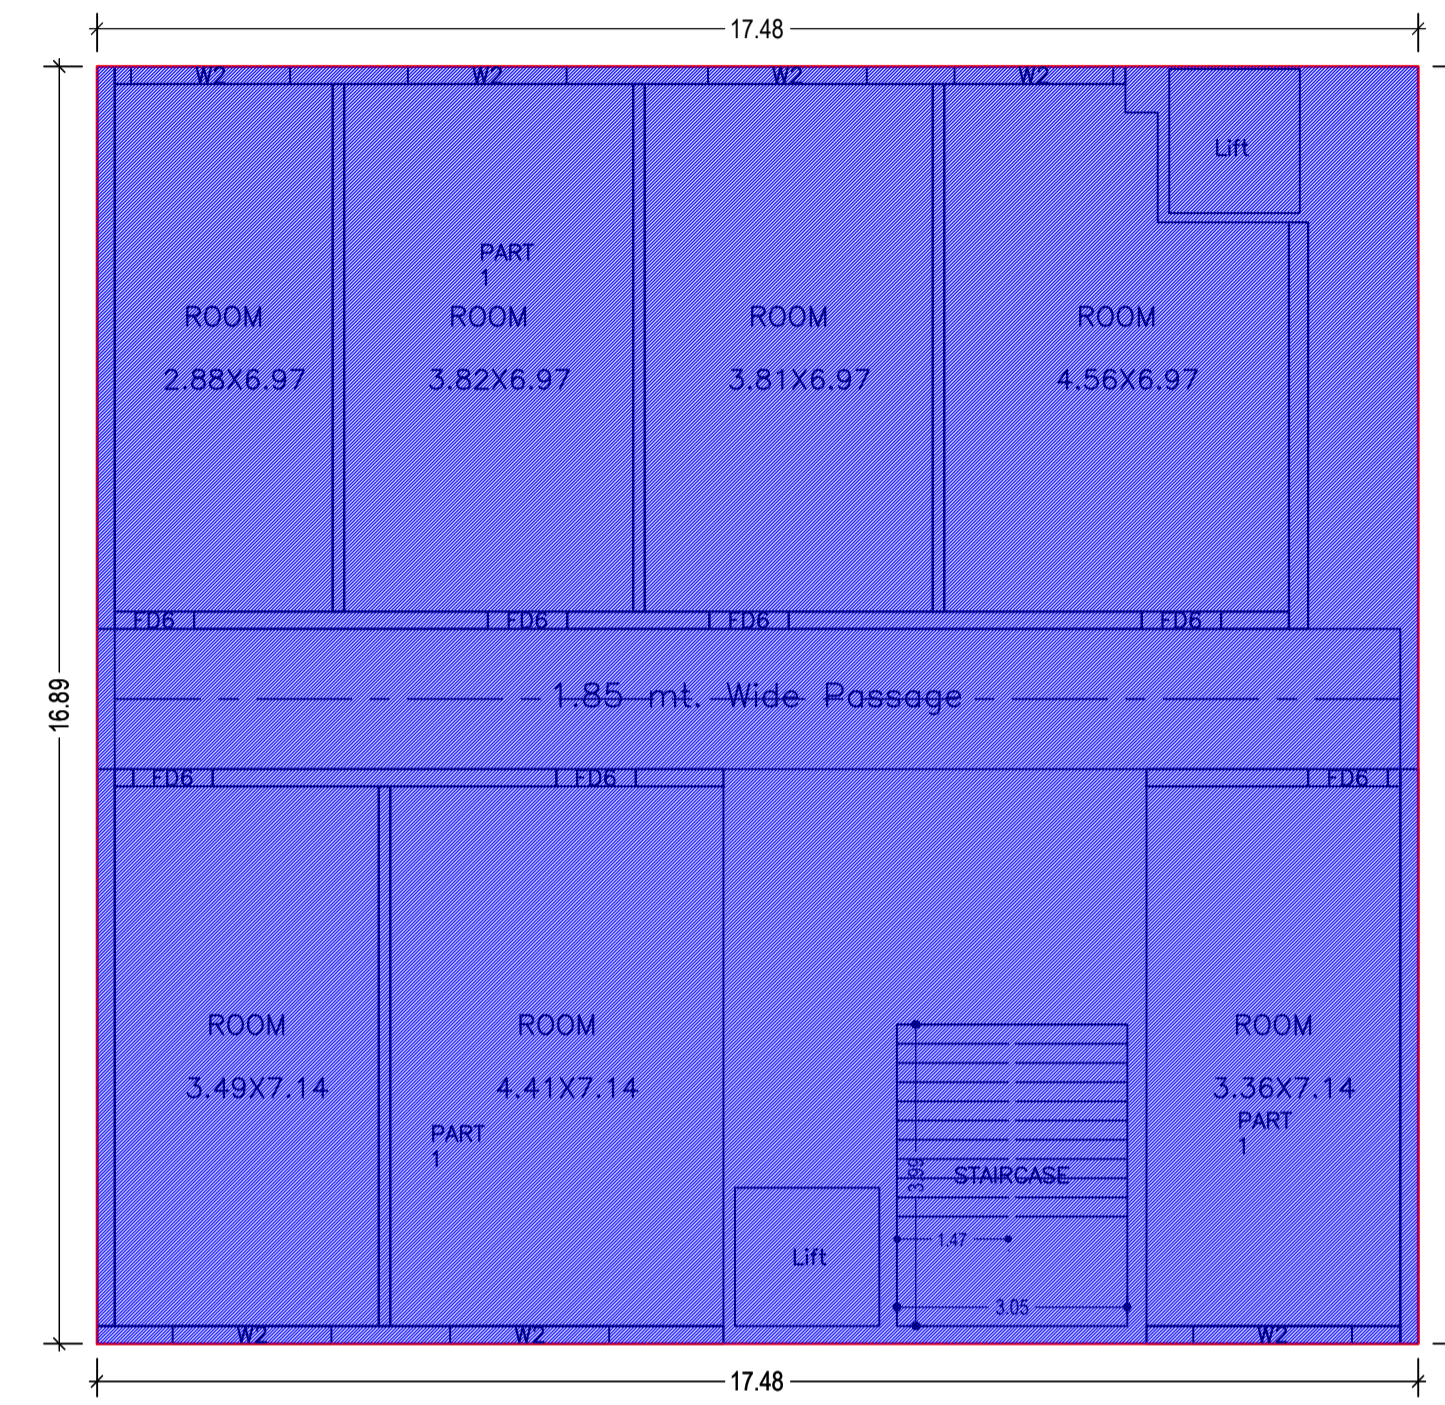 17.48
W2 W2 W2 W2
Lift
PART
1
ROOM ROOM ROOM ROOM
2.88X6.97 3.82X6.97 3.81X6.97 4.56X6.97
FD6 FD6 FD6 FD6
16.89
1.85 mt. Wide Passage
FD6 FD6 FD6
ROOM ROOM ROOM
3.49X7.14 4.41X7.14 3.36X7.14
PART PART
1 1
3.99
STAIRCASE
1.47
Lift
3.05
W2 W2 W2
17.48